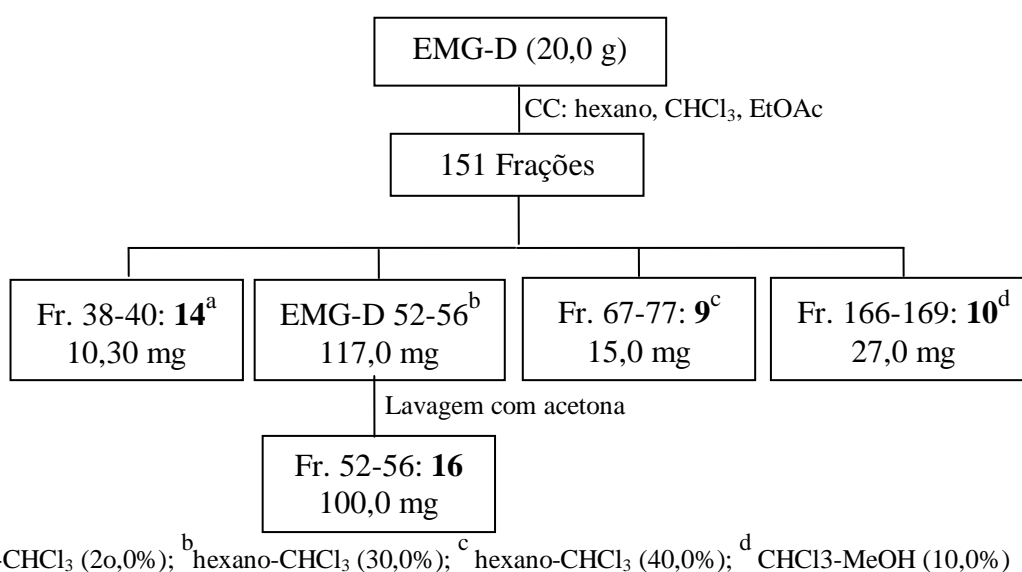 EMG-D (20,0 g)
CC: hexano, CHCl₃, EtOAc
151 Frações
Fr. 38-40: 14ᵃ
10,30 mg
EMG-D 52-56ᵇ
117,0 mg
Fr. 67-77: 9ᶜ
15,0 mg
Fr. 166-169: 10ᵈ
27,0 mg
Lavagem com acetona
Fr. 52-56: 16
100,0 mg
-CHCl₃ (2o,0%); ᵇhexano-CHCl₃ (30,0%); ᶜ hexano-CHCl₃ (40,0%); ᵈ CHCl3-MeOH (10,0%)